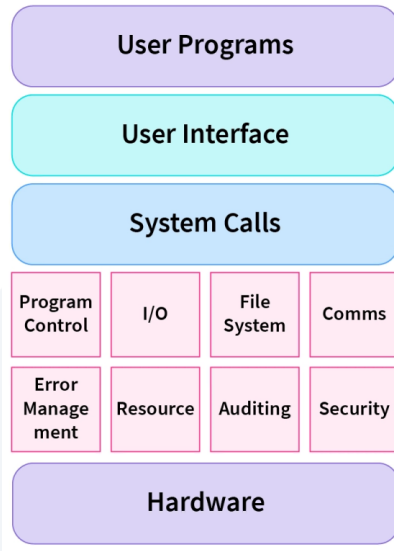 User Programs
User Interface
System Calls
Program
Control
I/O
File
System
Comms
Error
Manage
ment
Resource
Auditing
Security
Hardware